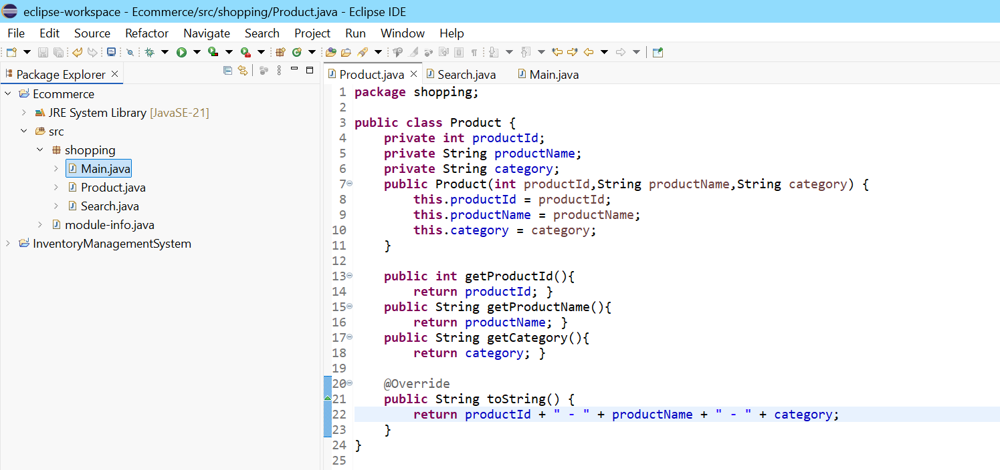 eclipse-workspace - Ecommerce/src/shopping/Product.java - Eclipse IDE
File Edit Source Refactor Navigate Search Project Run Window Help
Package Explorer
Ecommerce
JRE System Library [JavaSE-21]
src
shopping
Main.java
Product.java
Search.java
module-info.java
InventoryManagementSystem
Product.java Search.java Main.java
1 package shopping;
2
3 public class Product {
4     private int productId;
5     private String productName;
6     private String category;
7     public Product(int productId,String productName,String category) {
8         this.productId = productId;
9         this.productName = productName;
10         this.category = category;
11     }
12
13     public int getProductId(){
14         return productId; }
15     public String getProductName(){
16         return productName; }
17     public String getCategory(){
18         return category; }
19
20     @Override
21     public String toString() {
22         return productId + " - " + productName + " - " + category;
23     }
24 }
25